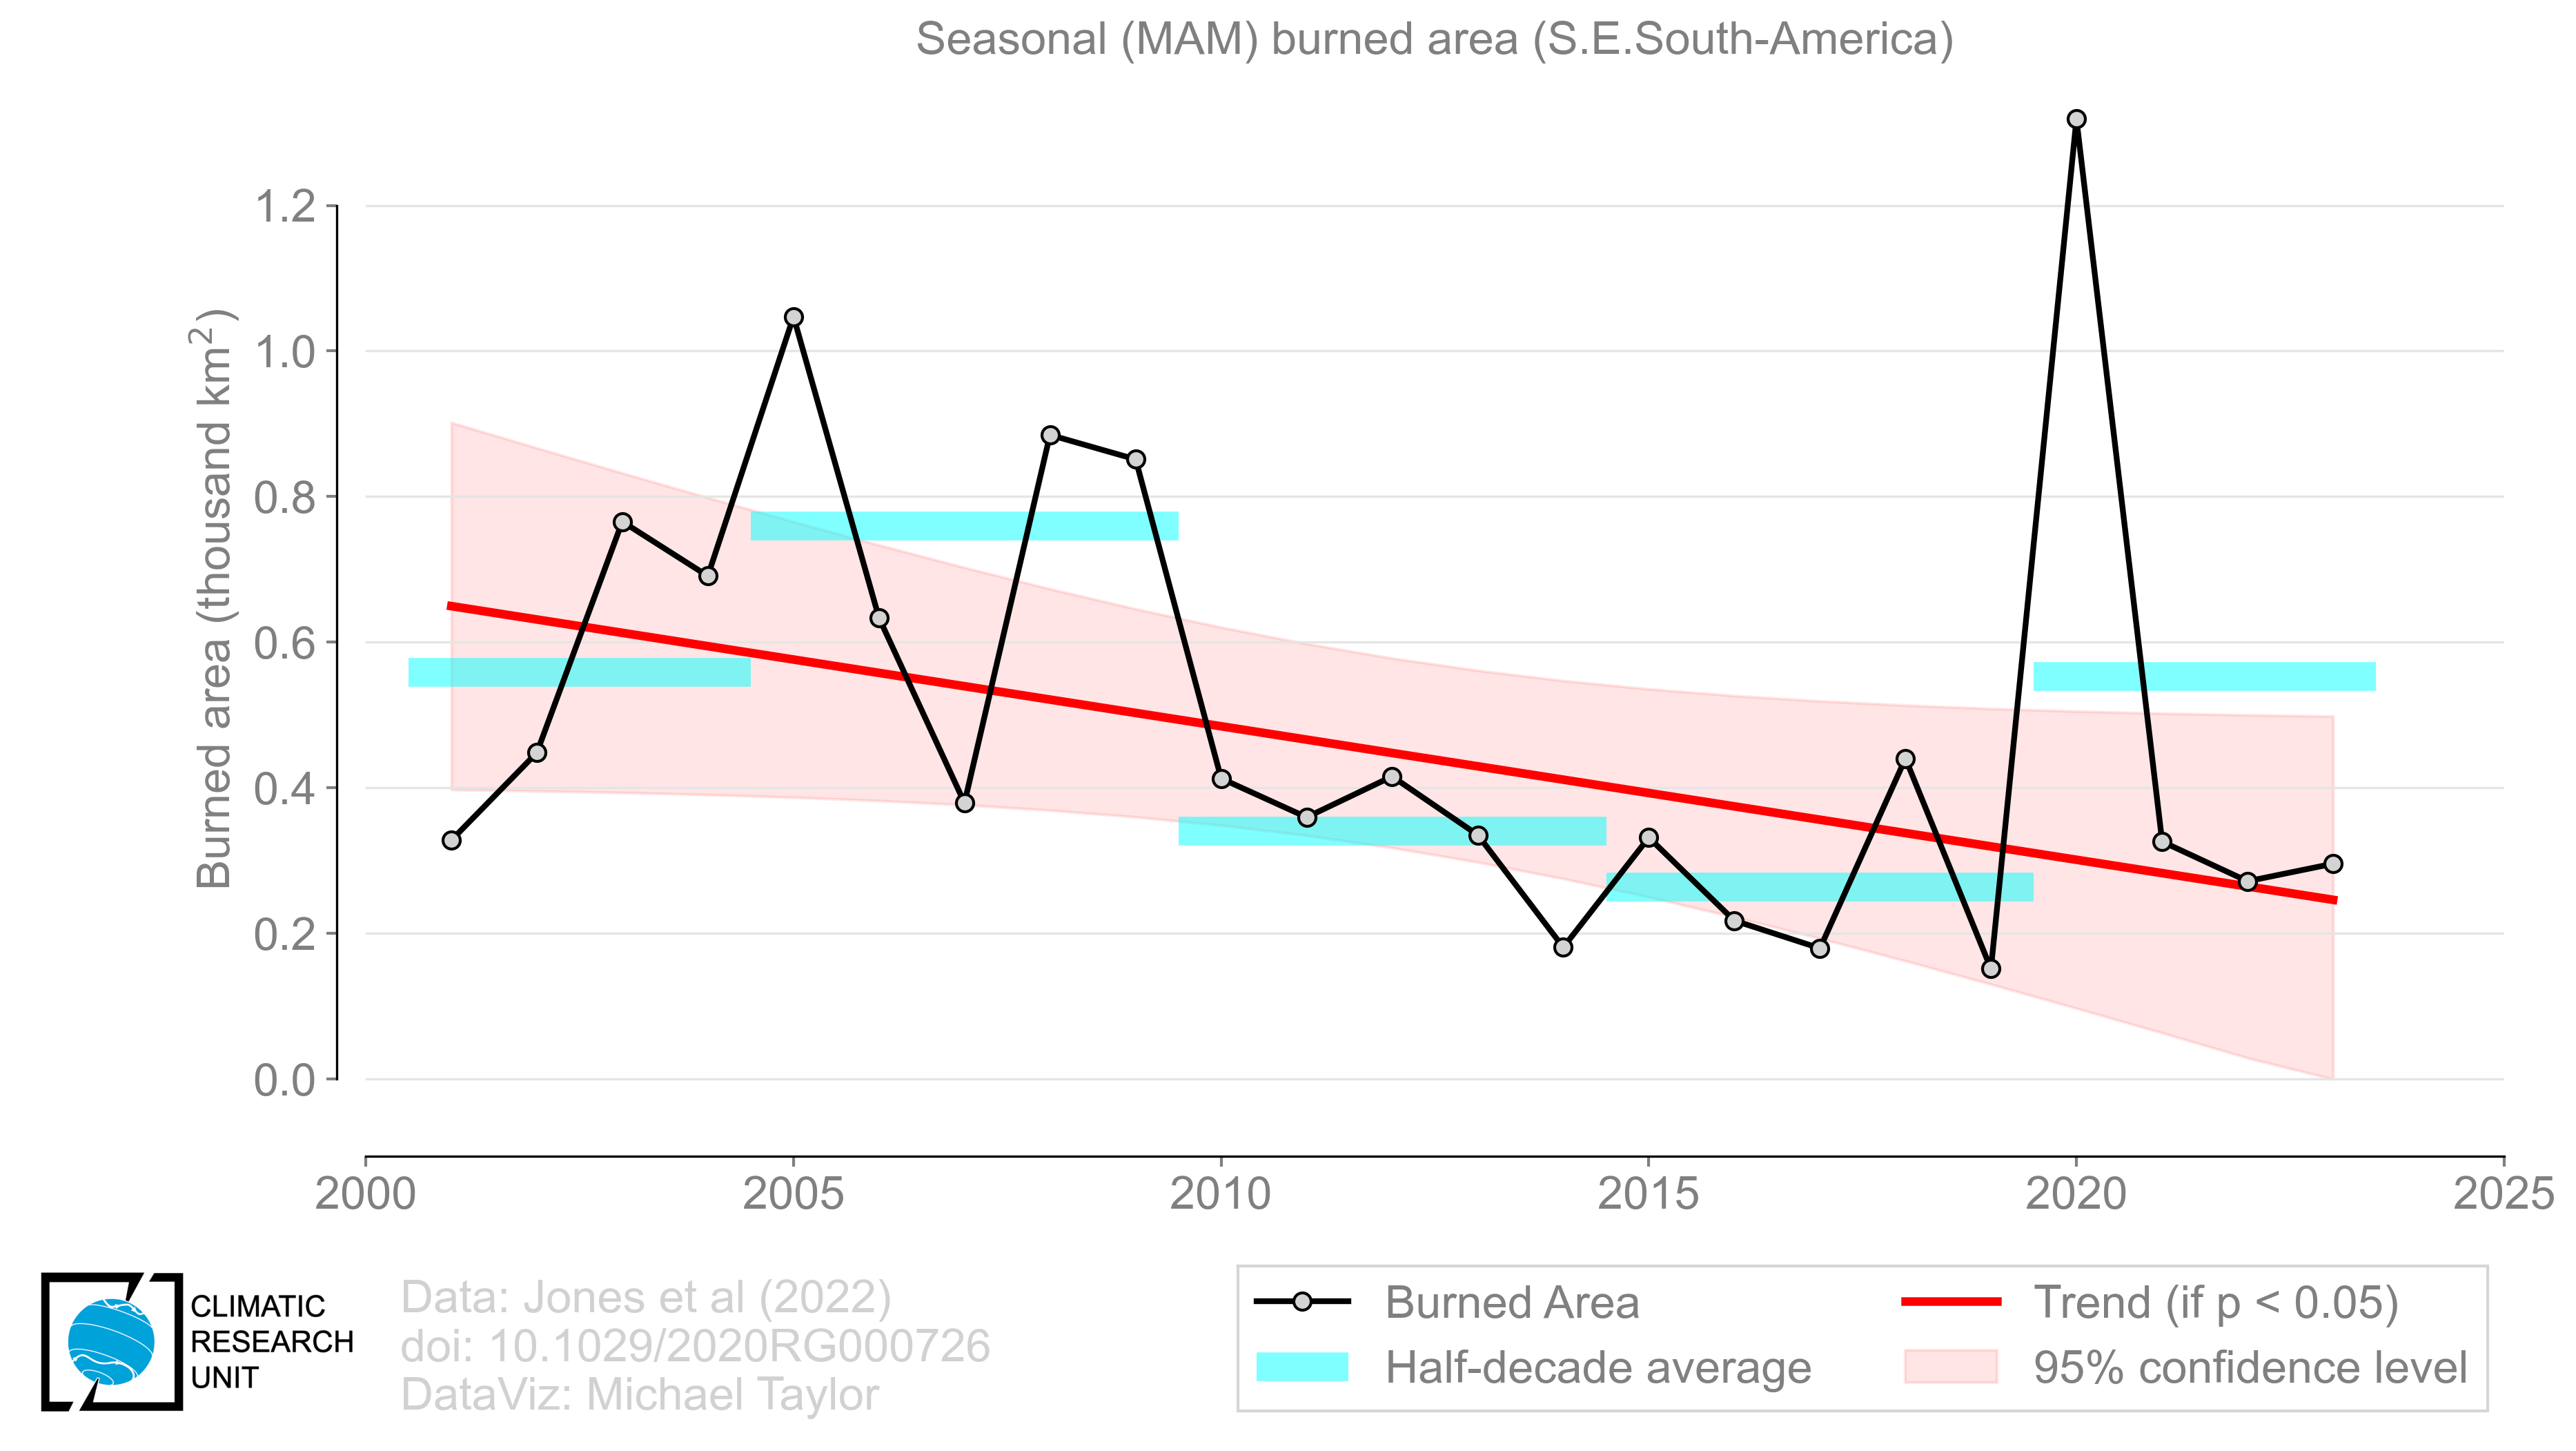 Seasonal (MAM) burned area (S.E.South-America)
Burned area (thousand km²)
1.2
1.0
0.8
0.6
0.4
0.2
0.0
2000
2005
2010
2015
2020
2025
CLIMATIC
RESEARCH
UNIT
Data: Jones et al (2022)
doi: 10.1029/2020RG000726
DataViz: Michael Taylor
Burned Area
Half-decade average
Trend (if p < 0.05)
95% confidence level